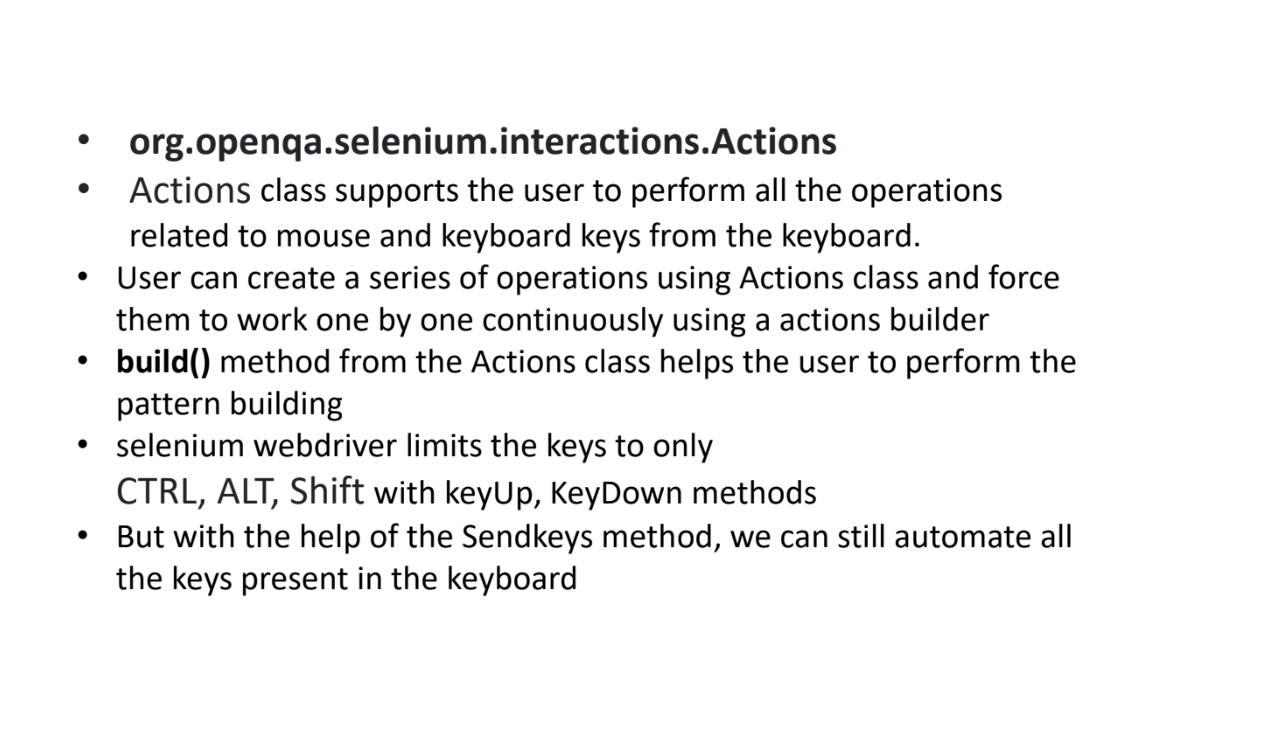 • org.openqa.selenium.interactions.Actions
• Actions class supports the user to perform all the operations
related to mouse and keyboard keys from the keyboard.
• User can create a series of operations using Actions class and force
them to work one by one continuously using a actions builder
• build() method from the Actions class helps the user to perform the
pattern building
• selenium webdriver limits the keys to only
CTRL, ALT, Shift with keyUp, KeyDown methods
• But with the help of the Sendkeys method, we can still automate all
the keys present in the keyboard